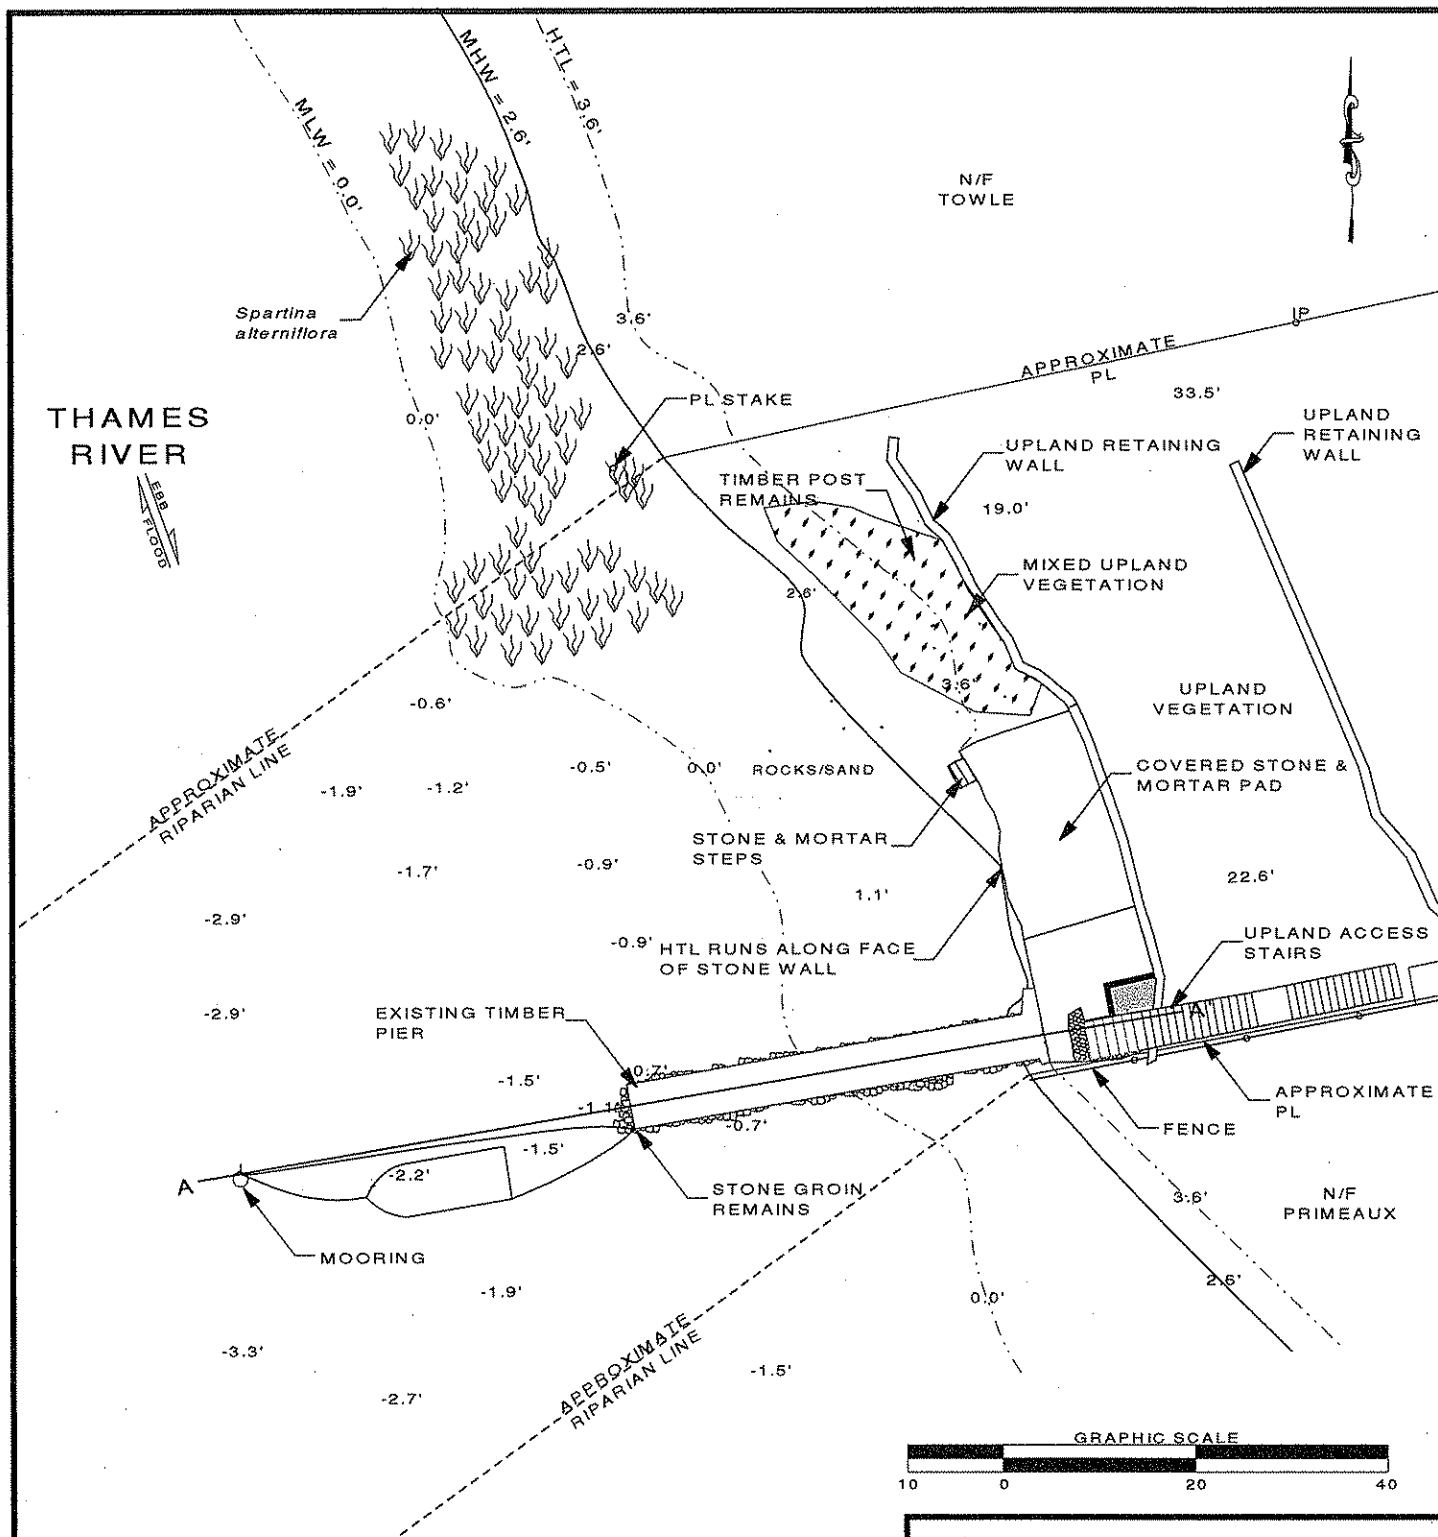 MLW = 0.0'
MHW = 2.6'
HTL = 3.6'
N/F
TOWLE
Spartina
alterniflora
3.6'
2.6'
IP
APPROXIMATE
PL
33.5'
THAMES
RIVER
EBB
FLOOD
0.0'
PL STAKE
UPLAND RETAINING
WALL
UPLAND
RETAINING
WALL
TIMBER POST
REMAINS
19.0'
MIXED UPLAND
VEGETATION
2.6'
3.6'
UPLAND
VEGETATION
-0.6'
APPROXIMATE
RIPARIAN LINE
-1.9'
-1.2'
-0.5'
0.0'
ROCKS/SAND
COVERED STONE &
MORTAR PAD
STONE & MORTAR
STEPS
-1.7'
-0.9'
1.1'
22.6'
-2.9'
-0.9'
HTL RUNS ALONG FACE
OF STONE WALL
UPLAND ACCESS
STAIRS
-2.9'
EXISTING TIMBER
PIER
A'
-1.5'
-0.7'
-1.1'
-0.7'
APPROXIMATE
PL
FENCE
-1.5'
-2.2'
A
STONE GROIN
REMAINS
3.6'
N/F
PRIMEAUX
MOORING
-1.9'
0.0'
2.6'
-3.3'
-2.7'
APPROXIMATE
RIPARIAN LINE
-1.5'
GRAPHIC SCALE
10 0 20 40